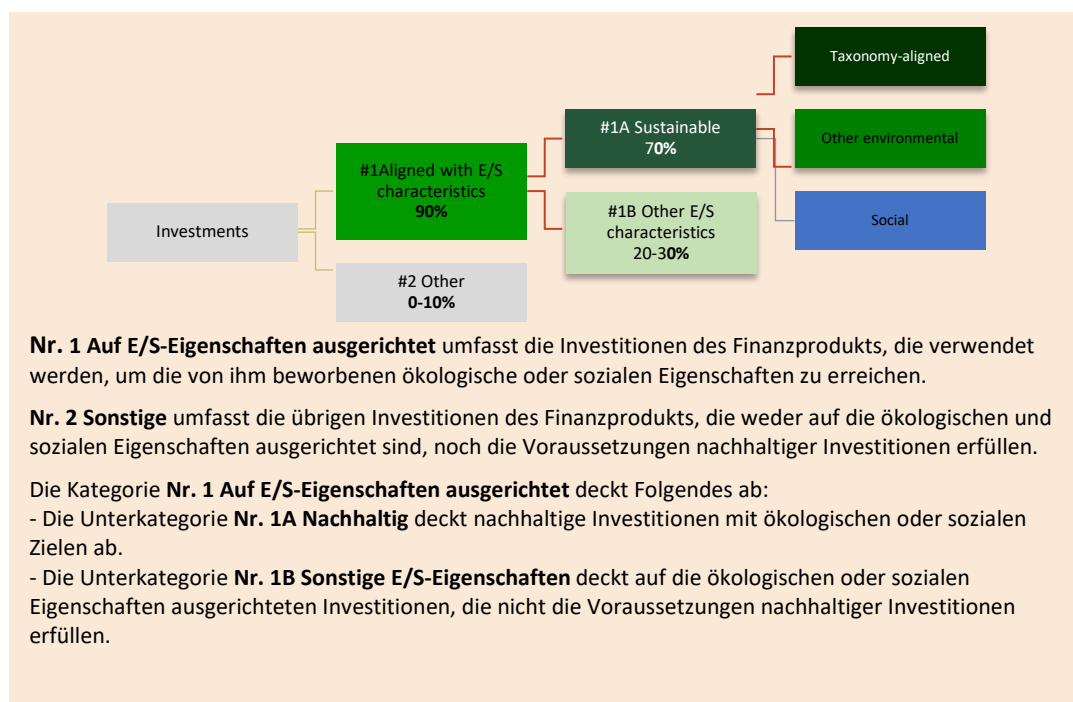 Taxonomy-aligned
#1A Sustainable
70%
Other environmental
#1Aligned with E/S
characteristics
90%
#1B Other E/S
characteristics
20-30%
Social
Investments
#2 Other
0-10%
Nr. 1 Auf E/S-Eigenschaften ausgerichtet umfasst die Investitionen des Finanzprodukts, die verwendet
werden, um die von ihm beworbenen ökologische oder sozialen Eigenschaften zu erreichen.
Nr. 2 Sonstige umfasst die übrigen Investitionen des Finanzprodukts, die weder auf die ökologischen und
sozialen Eigenschaften ausgerichtet sind, noch die Voraussetzungen nachhaltiger Investitionen erfüllen.
Die Kategorie Nr. 1 Auf E/S-Eigenschaften ausgerichtet deckt Folgendes ab:
- Die Unterkategorie Nr. 1A Nachhaltig deckt nachhaltige Investitionen mit ökologischen oder sozialen
Zielen ab.
- Die Unterkategorie Nr. 1B Sonstige E/S-Eigenschaften deckt auf die ökologischen oder sozialen
Eigenschaften ausgerichteten Investitionen, die nicht die Voraussetzungen nachhaltiger Investitionen
erfüllen.